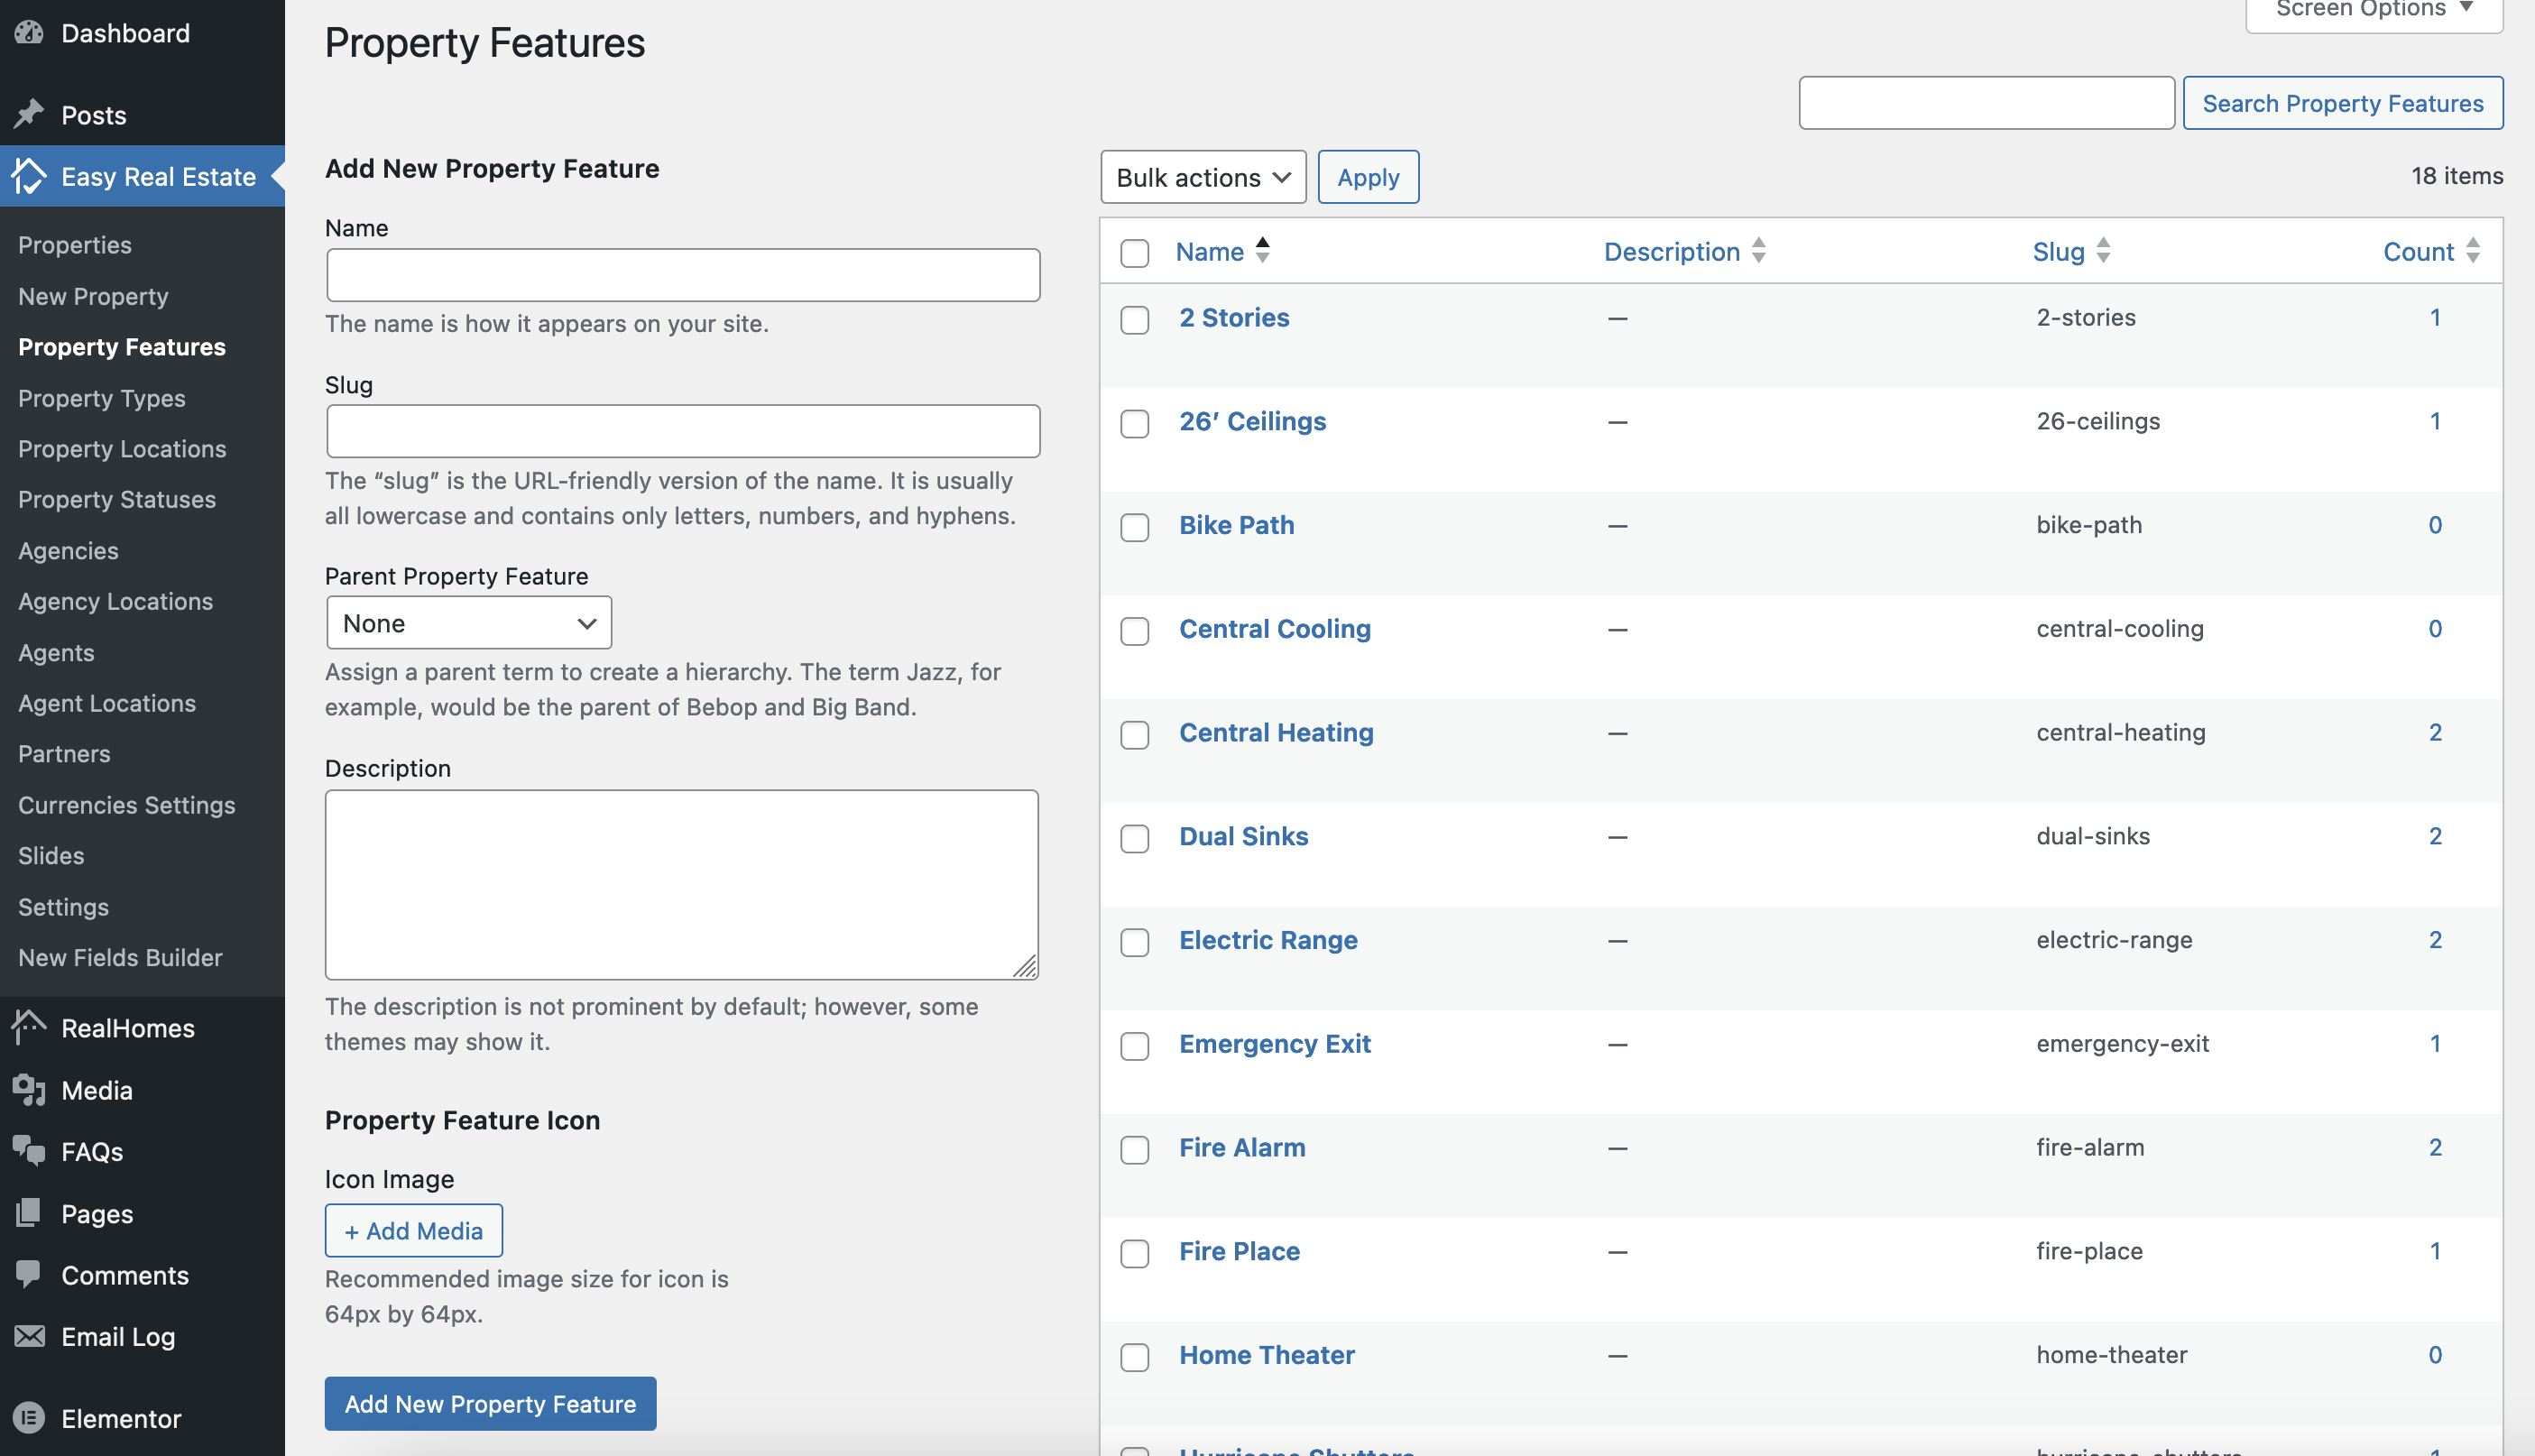 Dashboard
Posts
Easy Real Estate
Properties
New Property
Property Features
Property Types
Property Locations
Property Statuses
Agencies
Agency Locations
Agents
Agent Locations
Partners
Currencies Settings
Slides
Settings
New Fields Builder
RealHomes
Media
FAQs
Pages
Comments
Email Log
Elementor
Screen Options
Property Features
Search Property Features
Add New Property Feature
Name
The name is how it appears on your site.
Slug
The “slug” is the URL-friendly version of the name. It is usually
all lowercase and contains only letters, numbers, and hyphens.
Parent Property Feature
None
Assign a parent term to create a hierarchy. The term Jazz, for
example, would be the parent of Bebop and Big Band.
Description
The description is not prominent by default; however, some
themes may show it.
Property Feature Icon
Icon Image
+ Add Media
Recommended image size for icon is
64px by 64px.
Add New Property Feature
Bulk actions Apply 18 items
Name Description Slug Count
2 Stories — 2-stories 1
26′ Ceilings — 26-ceilings 1
Bike Path — bike-path 0
Central Cooling — central-cooling 0
Central Heating — central-heating 2
Dual Sinks — dual-sinks 2
Electric Range — electric-range 2
Emergency Exit — emergency-exit 1
Fire Alarm — fire-alarm 2
Fire Place — fire-place 1
Home Theater — home-theater 0
Hurricane Shutters hurricane-shutters 1